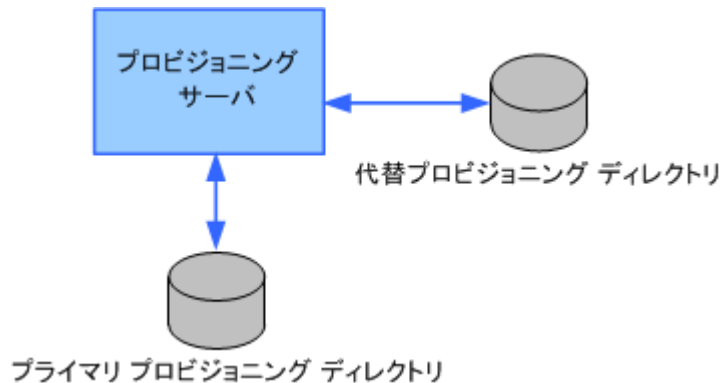 プロビジョニング
サーバ
代替プロビジョニング ディレクトリ
プライマリ プロビジョニング ディレクトリ